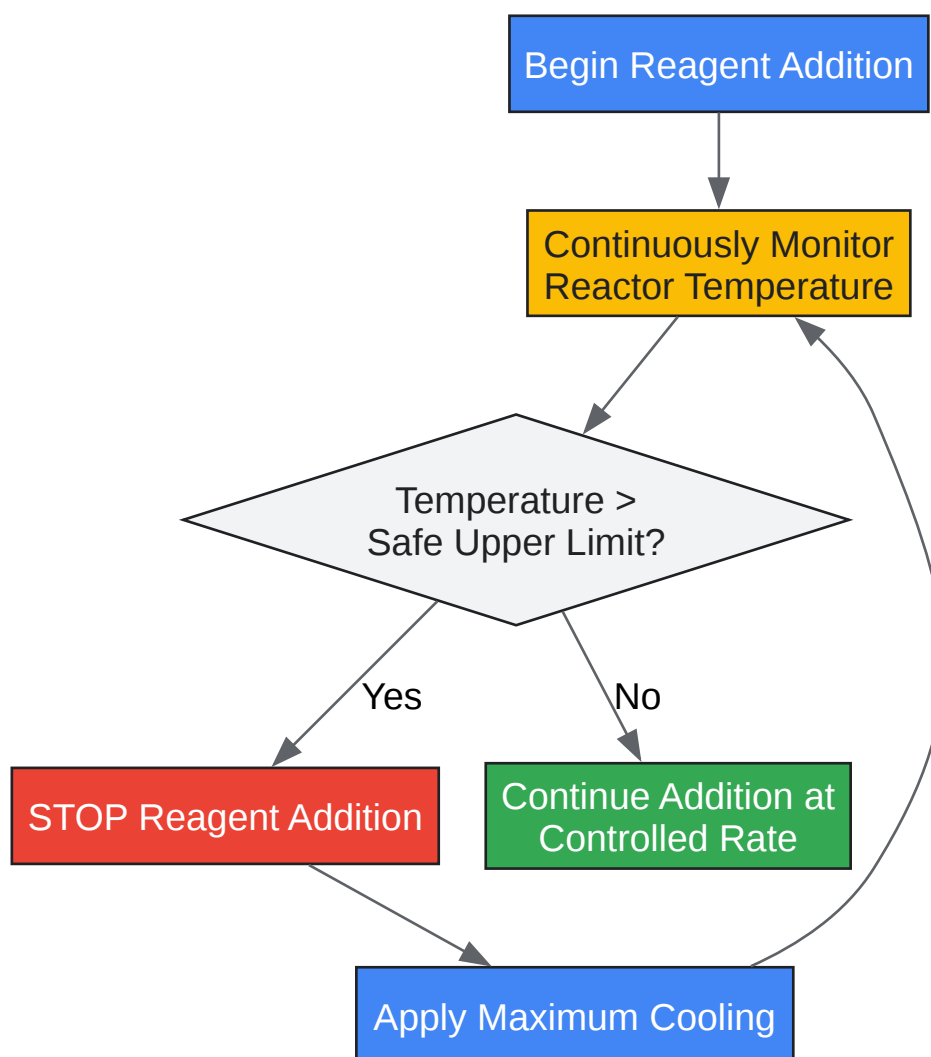 Begin Reagent Addition
Continuously Monitor
Reactor Temperature
Temperature >
Safe Upper Limit?
Yes
No
STOP Reagent Addition
Continue Addition at
Controlled Rate
Apply Maximum Cooling